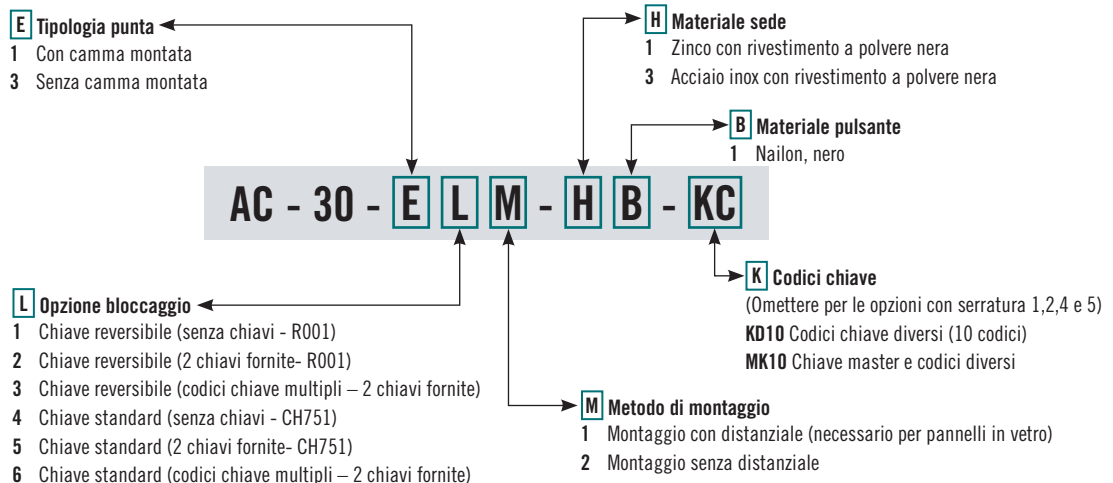 E Tipologia punta
1 Con camma montata
3 Senza camma montata
H Materiale sede
1 Zinco con rivestimento a polvere nera
3 Acciaio inox con rivestimento a polvere nera
B Materiale pulsante
1 Nailon, nero
AC - 30 - E L M - H B - KC
L Opzione bloccaggio
1 Chiave reversibile (senza chiavi - R001)
2 Chiave reversibile (2 chiavi fornite- R001)
3 Chiave reversibile (codici chiave multipli – 2 chiavi fornite)
4 Chiave standard (senza chiavi - CH751)
5 Chiave standard (2 chiavi fornite- CH751)
6 Chiave standard (codici chiave multipli – 2 chiavi fornite)
M Metodo di montaggio
1 Montaggio con distanziale (necessario per pannelli in vetro)
2 Montaggio senza distanziale
K Codici chiave
(Omettere per le opzioni con serratura 1,2,4 e 5)
KD10 Codici chiave diversi (10 codici)
MK10 Chiave master e codici diversi